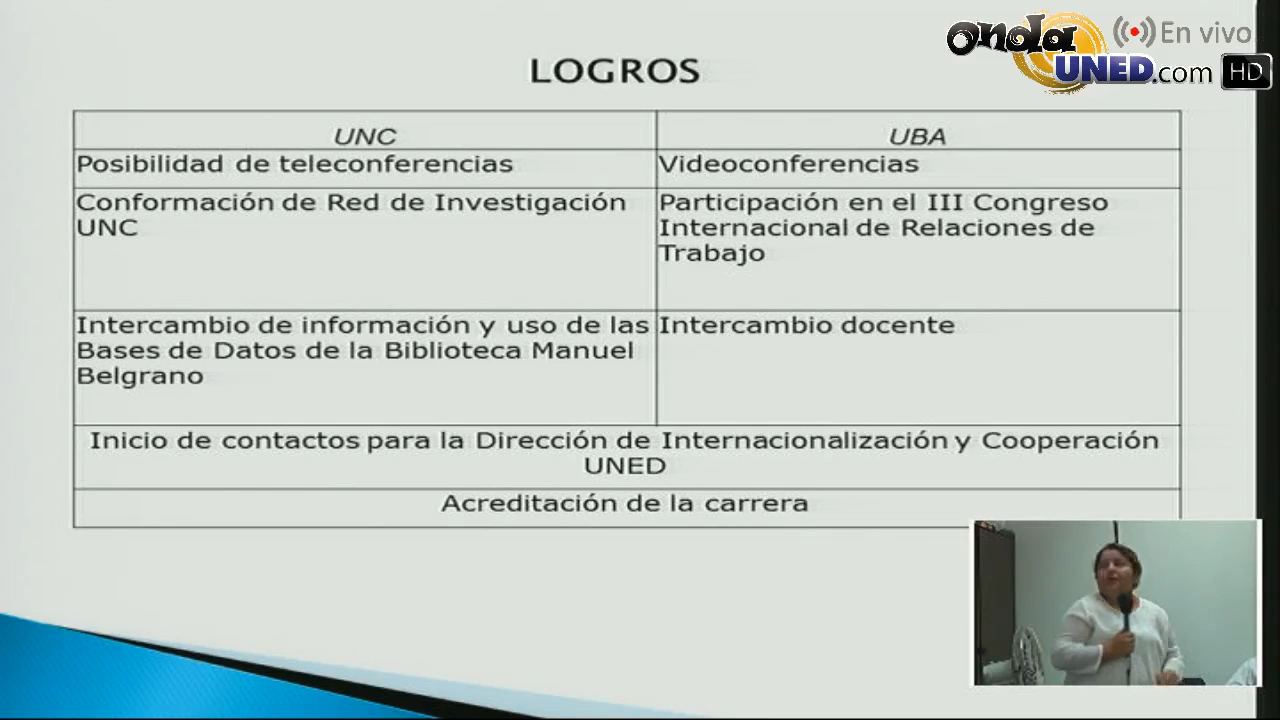 onda
En vivo
UNED.com HD
LOGROS
UNC
UBA
Posibilidad de teleconferencias
Videoconferencias
Conformación de Red de Investigación
UNC
Participación en el III Congreso
Internacional de Relaciones de
Trabajo
Intercambio de información y uso de las
Bases de Datos de la Biblioteca Manuel
Belgrano
Intercambio docente
Inicio de contactos para la Dirección de Internacionalización y Cooperación
UNED
Acreditación de la carrera